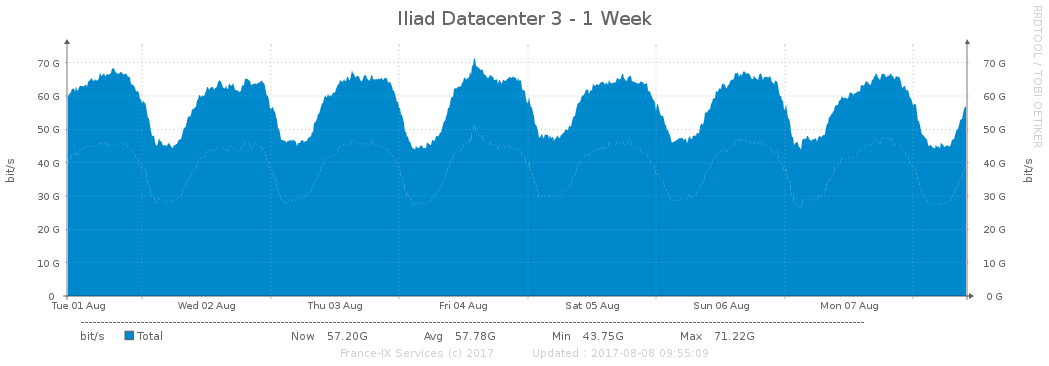 Iliad Datacenter 3 - 1 Week
RRDTOOL / TOBI OETIKER
bit/s
70 G
60 G
50 G
40 G
30 G
20 G
10 G
0
70 G
60 G
50 G
40 G
30 G
20 G
10 G
0 G
bit/s
Tue 01 Aug Wed 02 Aug Thu 03 Aug Fri 04 Aug Sat 05 Aug Sun 06 Aug Mon 07 Aug
bit/s Total Now 57.20G Avg 57.78G Min 43.75G Max 71.22G
France-IX Services (c) 2017 Updated : 2017-08-08 09:55:09